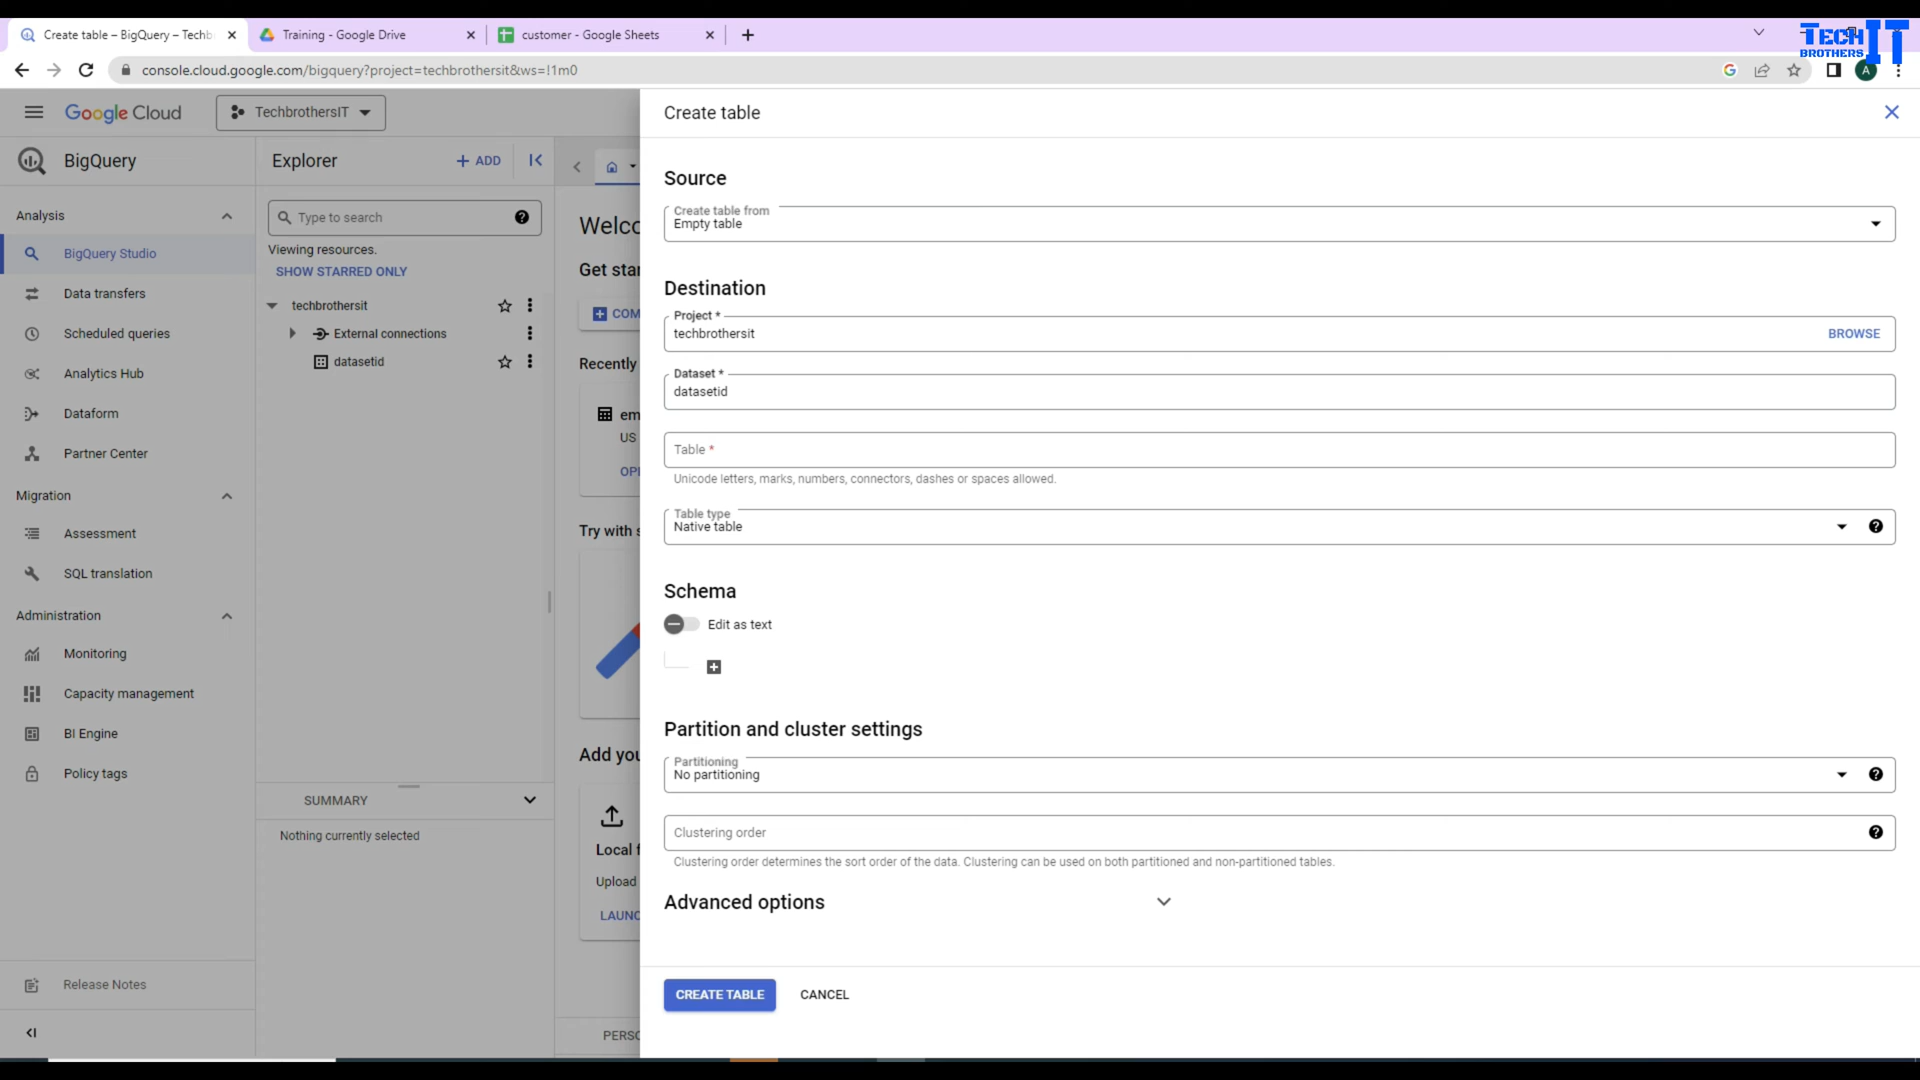 Create table – BigQuery – Techb
Training - Google Drive
customer - Google Sheets
TECH IT
BROTHERS
console.cloud.google.com/bigquery?project=techbrothersit&ws=!1m0
A
Google Cloud
TechbrothersIT
BigQuery
Analysis
BigQuery Studio
Data transfers
Scheduled queries
Analytics Hub
Dataform
Partner Center
Migration
Assessment
SQL translation
Administration
Monitoring
Capacity management
BI Engine
Policy tags
Release Notes
Explorer
+ ADD
Type to search
Viewing resources.
SHOW STARRED ONLY
techbrothersit
External connections
datasetid
SUMMARY
Nothing currently selected
Welco
Get star
COM
Recently
em
US
OPE
Try with s
Add you
Local f
Upload
LAUNC
PERSO
Create table
Source
Create table from
Empty table
Destination
Project *
techbrothersit
BROWSE
Dataset *
datasetid
Table *
Unicode letters, marks, numbers, connectors, dashes or spaces allowed.
Table type
Native table
Schema
Edit as text
Partition and cluster settings
Partitioning
No partitioning
Clustering order
Clustering order determines the sort order of the data. Clustering can be used on both partitioned and non-partitioned tables.
Advanced options
CREATE TABLE
CANCEL